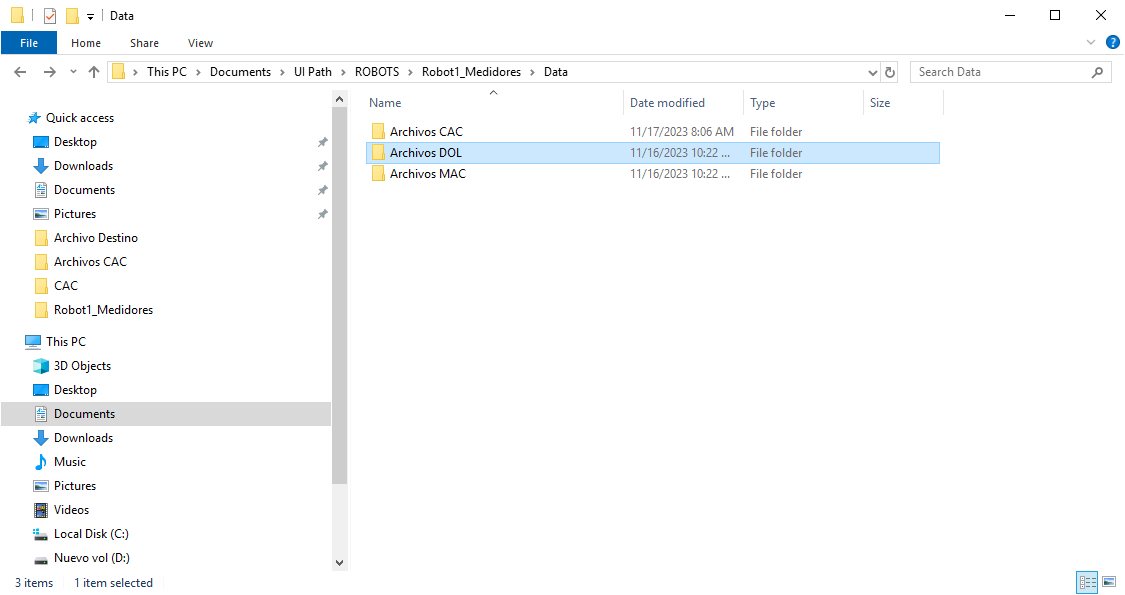 Data
File Home Share View
This PC Documents UI Path ROBOTS Robot1_Medidores Data Search Data
Name Date modified Type Size
Archivos CAC 11/17/2023 8:06 AM File folder
Archivos DOL 11/16/2023 10:22 ... File folder
Archivos MAC 11/16/2023 10:22 ... File folder
Quick access
Desktop
Downloads
Documents
Pictures
Archivo Destino
Archivos CAC
CAC
Robot1_Medidores
This PC
3D Objects
Desktop
Documents
Downloads
Music
Pictures
Videos
Local Disk (C:)
Nuevo vol (D:)
3 items 1 item selected